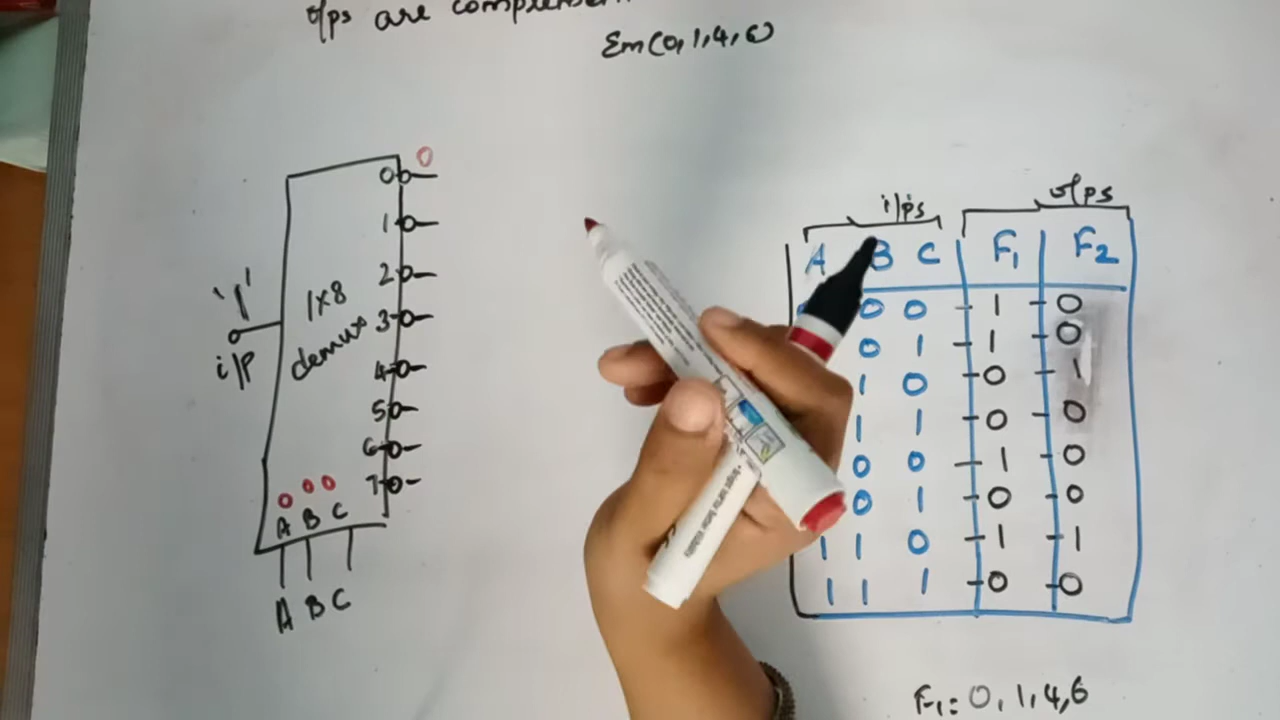 o/ps are
Σm(0,1,4,6)
0 0
1
'1' 2
1x8 3
i/p demux 4
5
6
0 0 0 7
A B C
A B C
i/ps o/ps
A B C F1 F2
0 0 1 0
0 1 1 0
1 0 0 1
1 1 0 0
0 0 1 0
0 1 0 0
1 1 0 1 1
1 1 1 0 0
F1: 0, 1, 4, 6